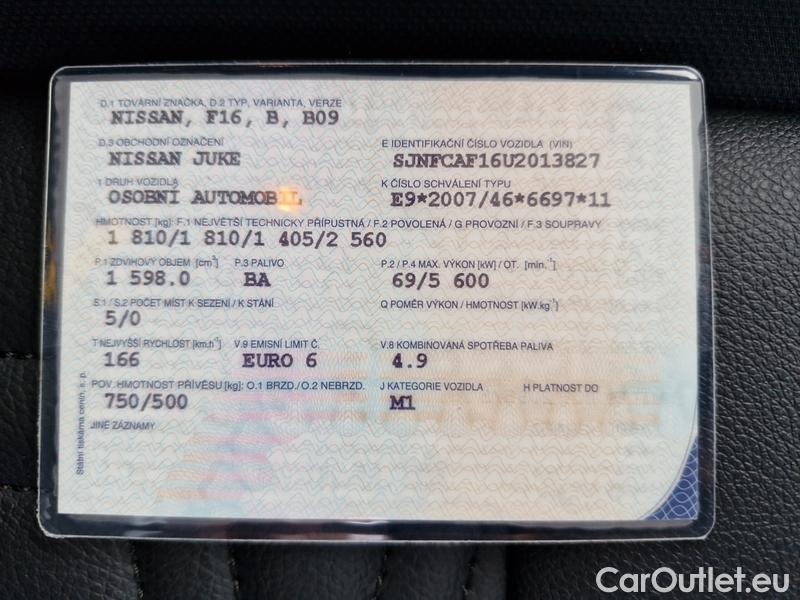 D.1 TOVÁRNÍ ZNAČKA, D.2 TYP, VARIANTA, VERZE
NISSAN, F16, B, B09
D.3 OBCHODNÍ OZNAČENÍ
E IDENTIFIKAČNÍ ČÍSLO VOZIDLA (VIN)
NISSAN JUKE
SJNFCAF16U2013827
1 DRUH VOZIDLA
K ČÍSLO SCHVÁLENÍ TYPU
OSOBNÍ AUTOMOBIL
E9*2007/46*6697*11
HMOTNOST [kg]: F.1 NEJVĚTŠÍ TECHNICKY PŘÍPUSTNÁ / F.2 POVOLENÁ / G PROVOZNÍ / F.3 SOUPRAVY
1 810/1 810/1 405/2 560
P.1 ZDVIHOVÝ OBJEM [cm³]
P.3 PALIVO
P.2 / P.4 MAX. VÝKON [kW] / OT. [min.⁻¹]
1 598.0
BA
69/5 600
S.1 / S.2 POČET MÍST K SEZENÍ / K STÁNÍ
Q POMĚR VÝKON / HMOTNOST [kW.kg⁻¹]
5/0
T NEJVYŠŠÍ RYCHLOST [km.h⁻¹]
V.9 EMISNÍ LIMIT Č.
V.8 KOMBINOVANÁ SPOTŘEBA PALIVA
166
EURO 6
4.9
POV. HMOTNOST PŘÍVĚSU [kg]: O.1 BRZD./O.2 NEBRZD.
J KATEGORIE VOZIDLA
H PLATNOST DO
750/500
M1
JINÉ ZÁZNAMY
Státní tiskárna cenin, s. p.
CarOutlet.eu